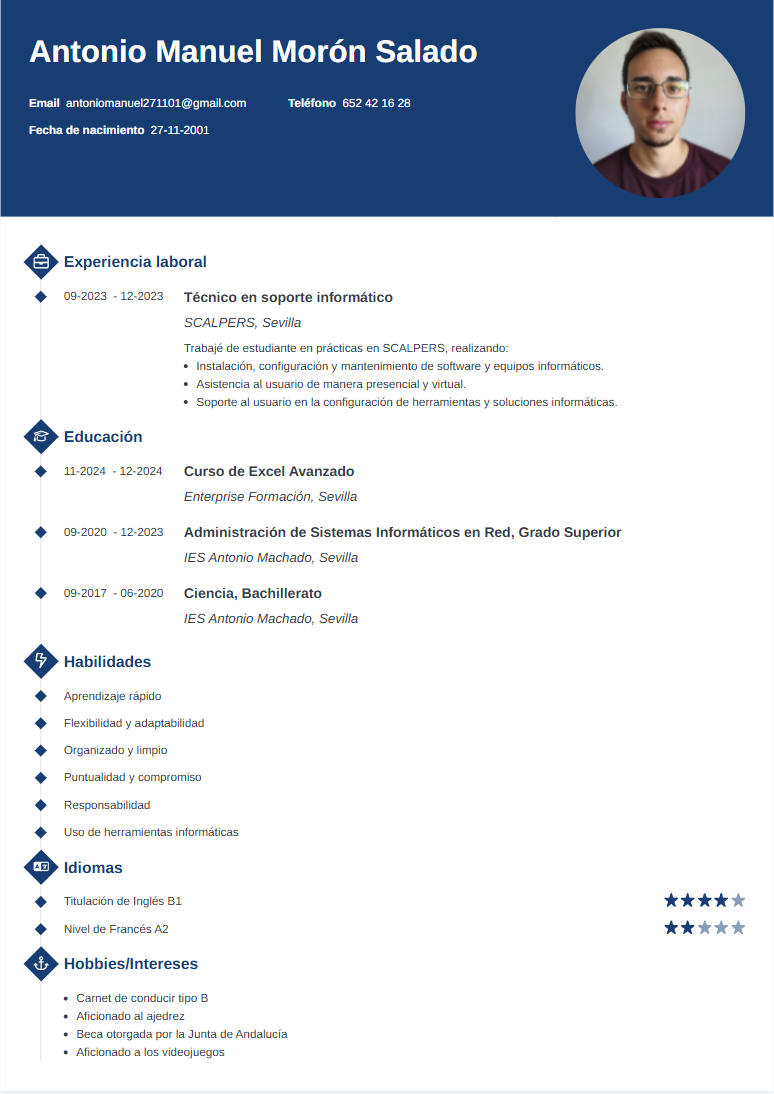 Antonio Manuel Morón Salado
Email antoniomanuel271101@gmail.com Teléfono 652 42 16 28
Fecha de nacimiento 27-11-2001
Experiencia laboral
09-2023 - 12-2023 Técnico en soporte informático
SCALPERS, Sevilla
Trabajé de estudiante en prácticas en SCALPERS, realizando:
• Instalación, configuración y mantenimiento de software y equipos informáticos.
• Asistencia al usuario de manera presencial y virtual.
• Soporte al usuario en la configuración de herramientas y soluciones informáticas.
Educación
11-2024 - 12-2024 Curso de Excel Avanzado
Enterprise Formación, Sevilla
09-2020 - 12-2023 Administración de Sistemas Informáticos en Red, Grado Superior
IES Antonio Machado, Sevilla
09-2017 - 06-2020 Ciencia, Bachillerato
IES Antonio Machado, Sevilla
Habilidades
Aprendizaje rápido
Flexibilidad y adaptabilidad
Organizado y limpio
Puntualidad y compromiso
Responsabilidad
Uso de herramientas informáticas
Idiomas
Titulación de Inglés B1
Nivel de Francés A2
Hobbies/Intereses
• Carnet de conducir tipo B
• Aficionado al ajedrez
• Beca otorgada por la Junta de Andalucía
• Aficionado a los videojuegos